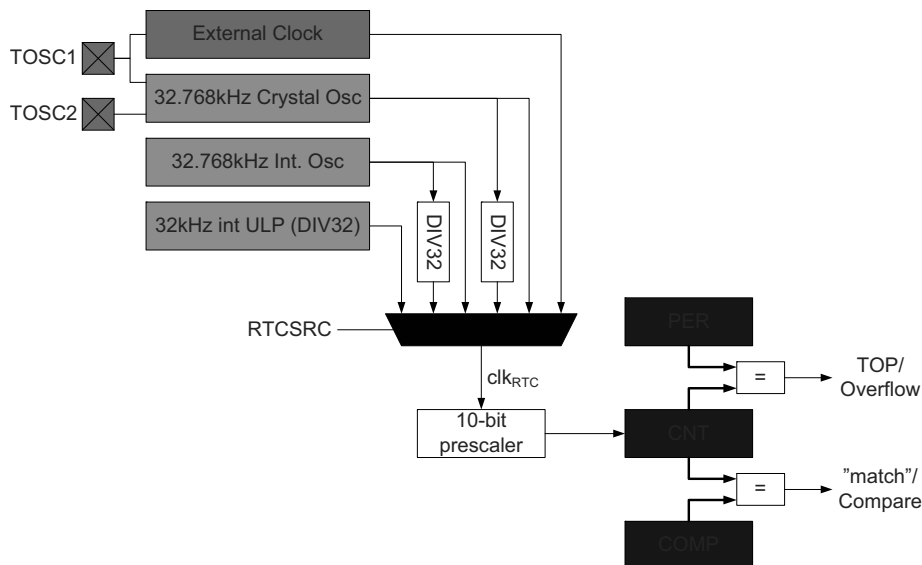 External Clock
TOSC1
32.768kHz Crystal Osc
TOSC2
32.768kHz Int. Osc
32kHz int ULP (DIV32)
DIV32
DIV32
RTCSRC
PER
clkRTC
=
TOP/
Overflow
10-bit
prescaler
CNT
=
"match"/
Compare
COMP